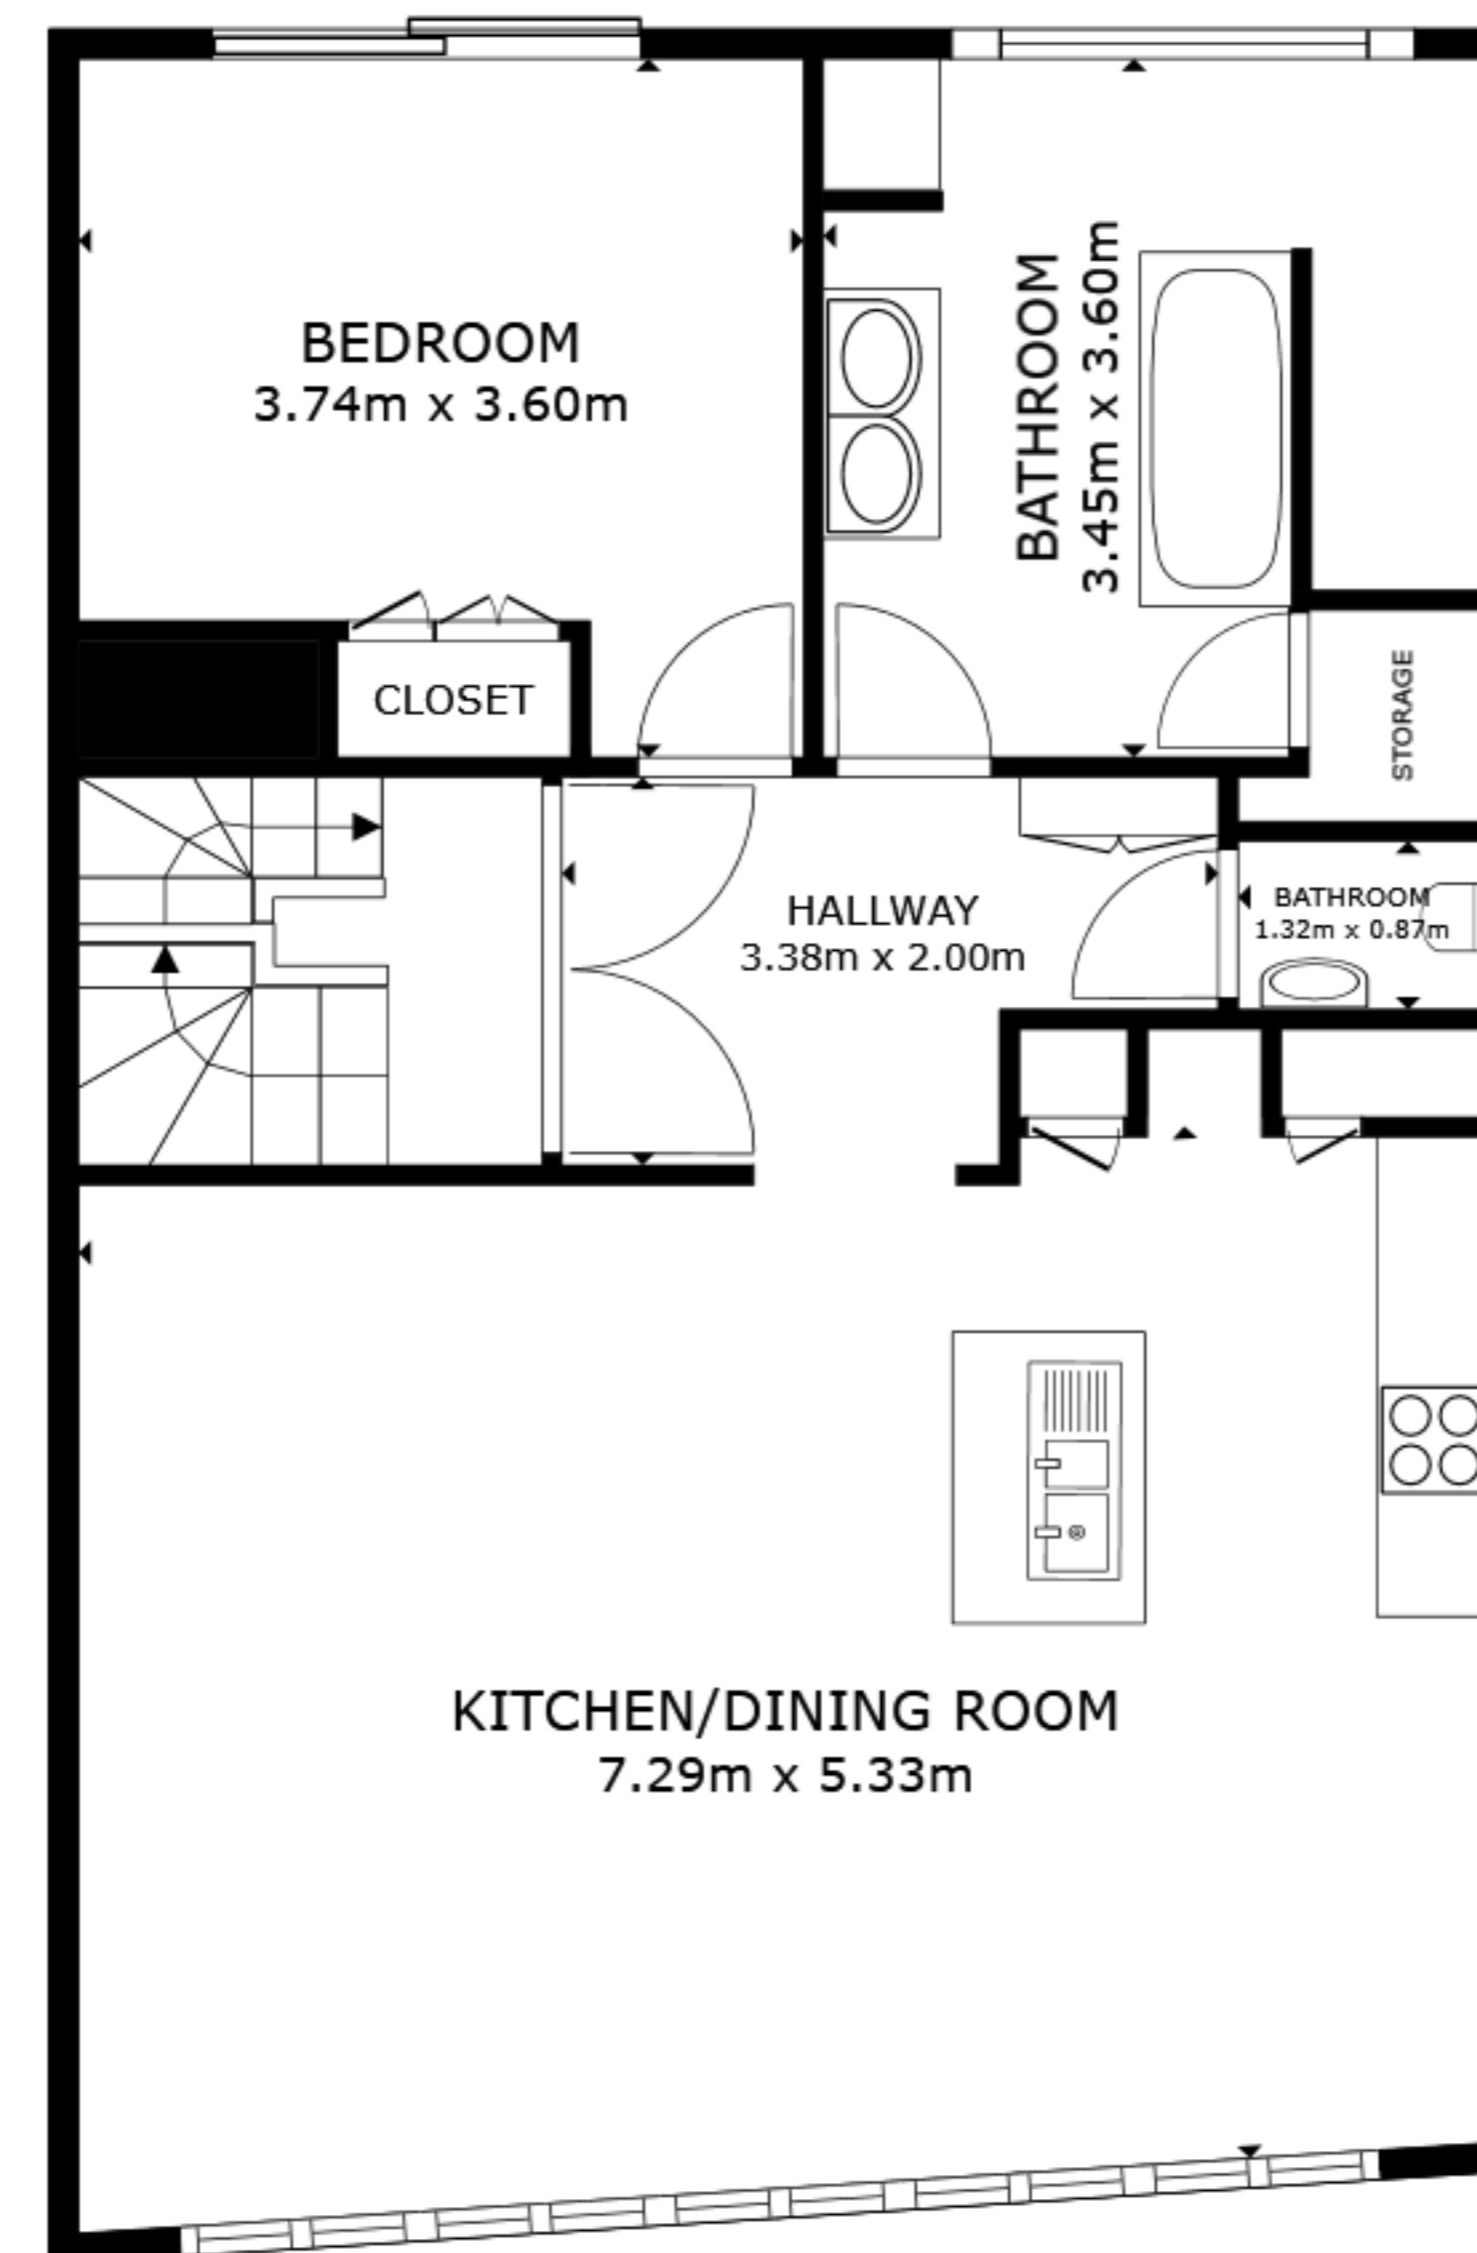 BEDROOM
3.74m x 3.60m
BATHROOM
3.45m x 3.60m
CLOSET
STORAGE
HALLWAY
3.38m x 2.00m
BATHROOM
1.32m x 0.87m
KITCHEN/DINING ROOM
7.29m x 5.33m